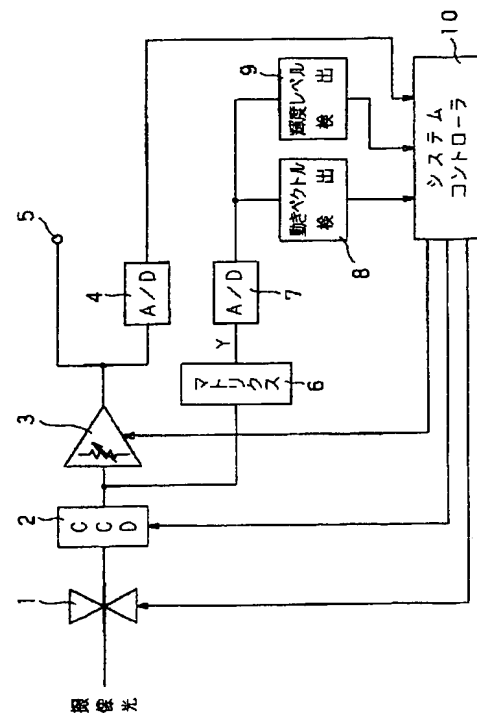 撮像光
1
2
CCD
3
5
4
A/D
マトリクス
6
Y
7
A/D
動きベクトル検出
8
9
輝度レベル検出
システム
コントローラ
10